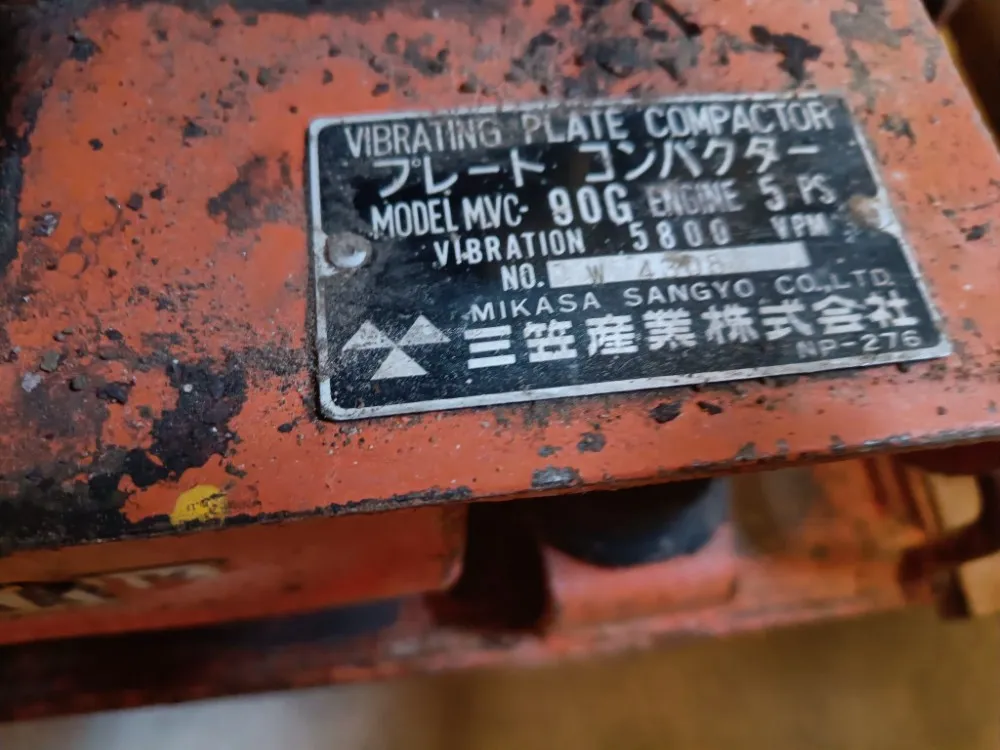 VIBRATING PLATE COMPACTOR
プレート コンパクター
MODEL MVC- 90G ENGINE 5 PS
VIBRATION 5800 VPM
NO. W
MIKASA SANGYO CO.,LTD.
三笠産業株式会社
NP-276